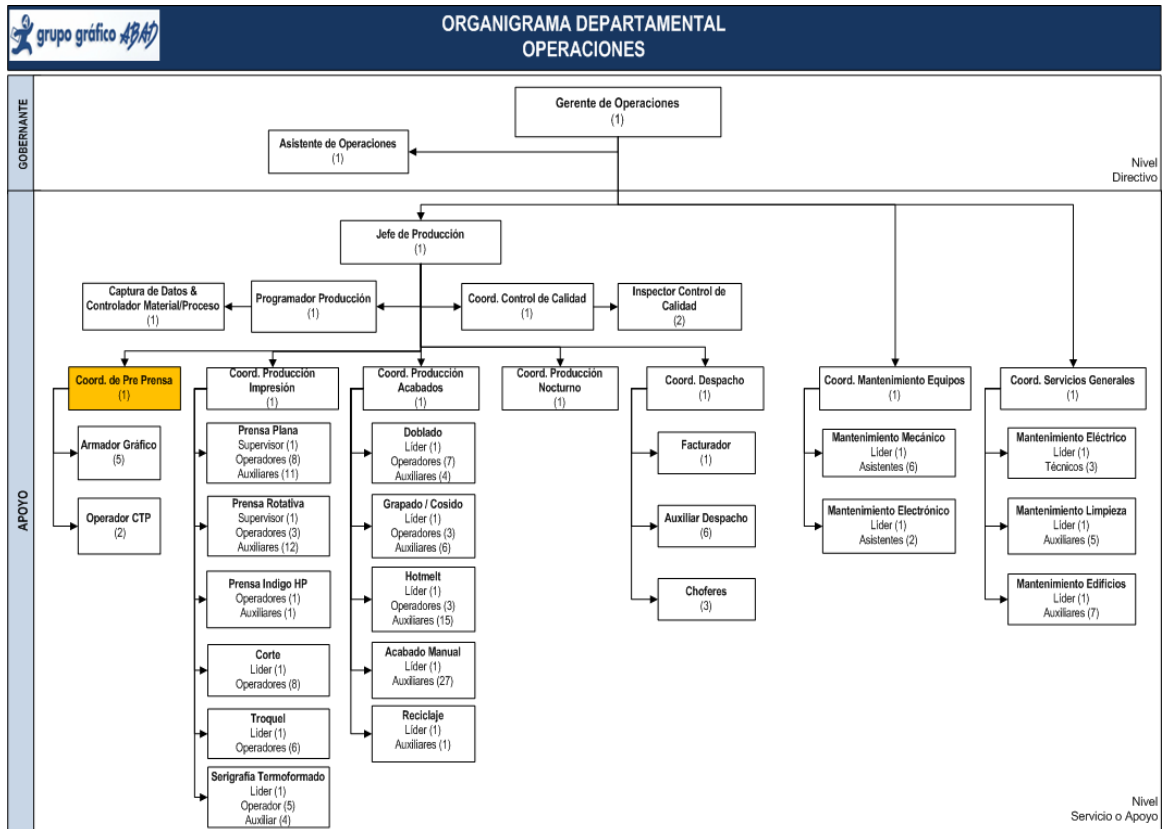 grupo gráfico ABAD
ORGANIGRAMA DEPARTAMENTAL
OPERACIONES
GOBERNANTE
Gerente de Operaciones
(1)
Asistente de Operaciones
(1)
Nivel
Directivo
APOYO
Jefe de Producción
(1)
Captura de Datos &
Controlador Material/Proceso
(1)
Programador Producción
(1)
Coord. Control de Calidad
(1)
Inspector Control de
Calidad
(2)
Coord. de Pre Prensa
(1)
Armador Gráfico
(5)
Operador CTP
(2)
Coord. Producción
Impresión
(1)
Prensa Plana
Supervisor (1)
Operadores (8)
Auxiliares (11)
Prensa Rotativa
Supervisor (1)
Operadores (3)
Auxiliares (12)
Prensa Indigo HP
Operadores (1)
Auxiliares (1)
Corte
Lider (1)
Operadores (8)
Troquel
Lider (1)
Operadores (6)
Serigrafía Termoformado
Líder (1)
Operador (5)
Auxiliar (4)
Coord. Producción
Acabados
(1)
Doblado
Líder (1)
Operadores (7)
Auxiliares (4)
Grapado / Cosido
Líder (1)
Operadores (3)
Auxiliares (6)
Hotmelt
Líder (1)
Operadores (3)
Auxiliares (15)
Acabado Manual
Líder (1)
Auxiliares (27)
Reciclaje
Líder (1)
Auxiliares (1)
Coord. Producción
Nocturno
(1)
Coord. Despacho
(1)
Facturador
(1)
Auxiliar Despacho
(6)
Choferes
(3)
Coord. Mantenimiento Equipos
(1)
Mantenimiento Mecánico
Líder (1)
Asistentes (6)
Mantenimiento Electrónico
Líder (1)
Asistentes (2)
Coord. Servicios Generales
(1)
Mantenimiento Eléctrico
Líder (1)
Técnicos (3)
Mantenimiento Limpieza
Líder (1)
Auxiliares (5)
Mantenimiento Edificios
Líder (1)
Auxiliares (7)
Nivel
Servicio o Apoyo